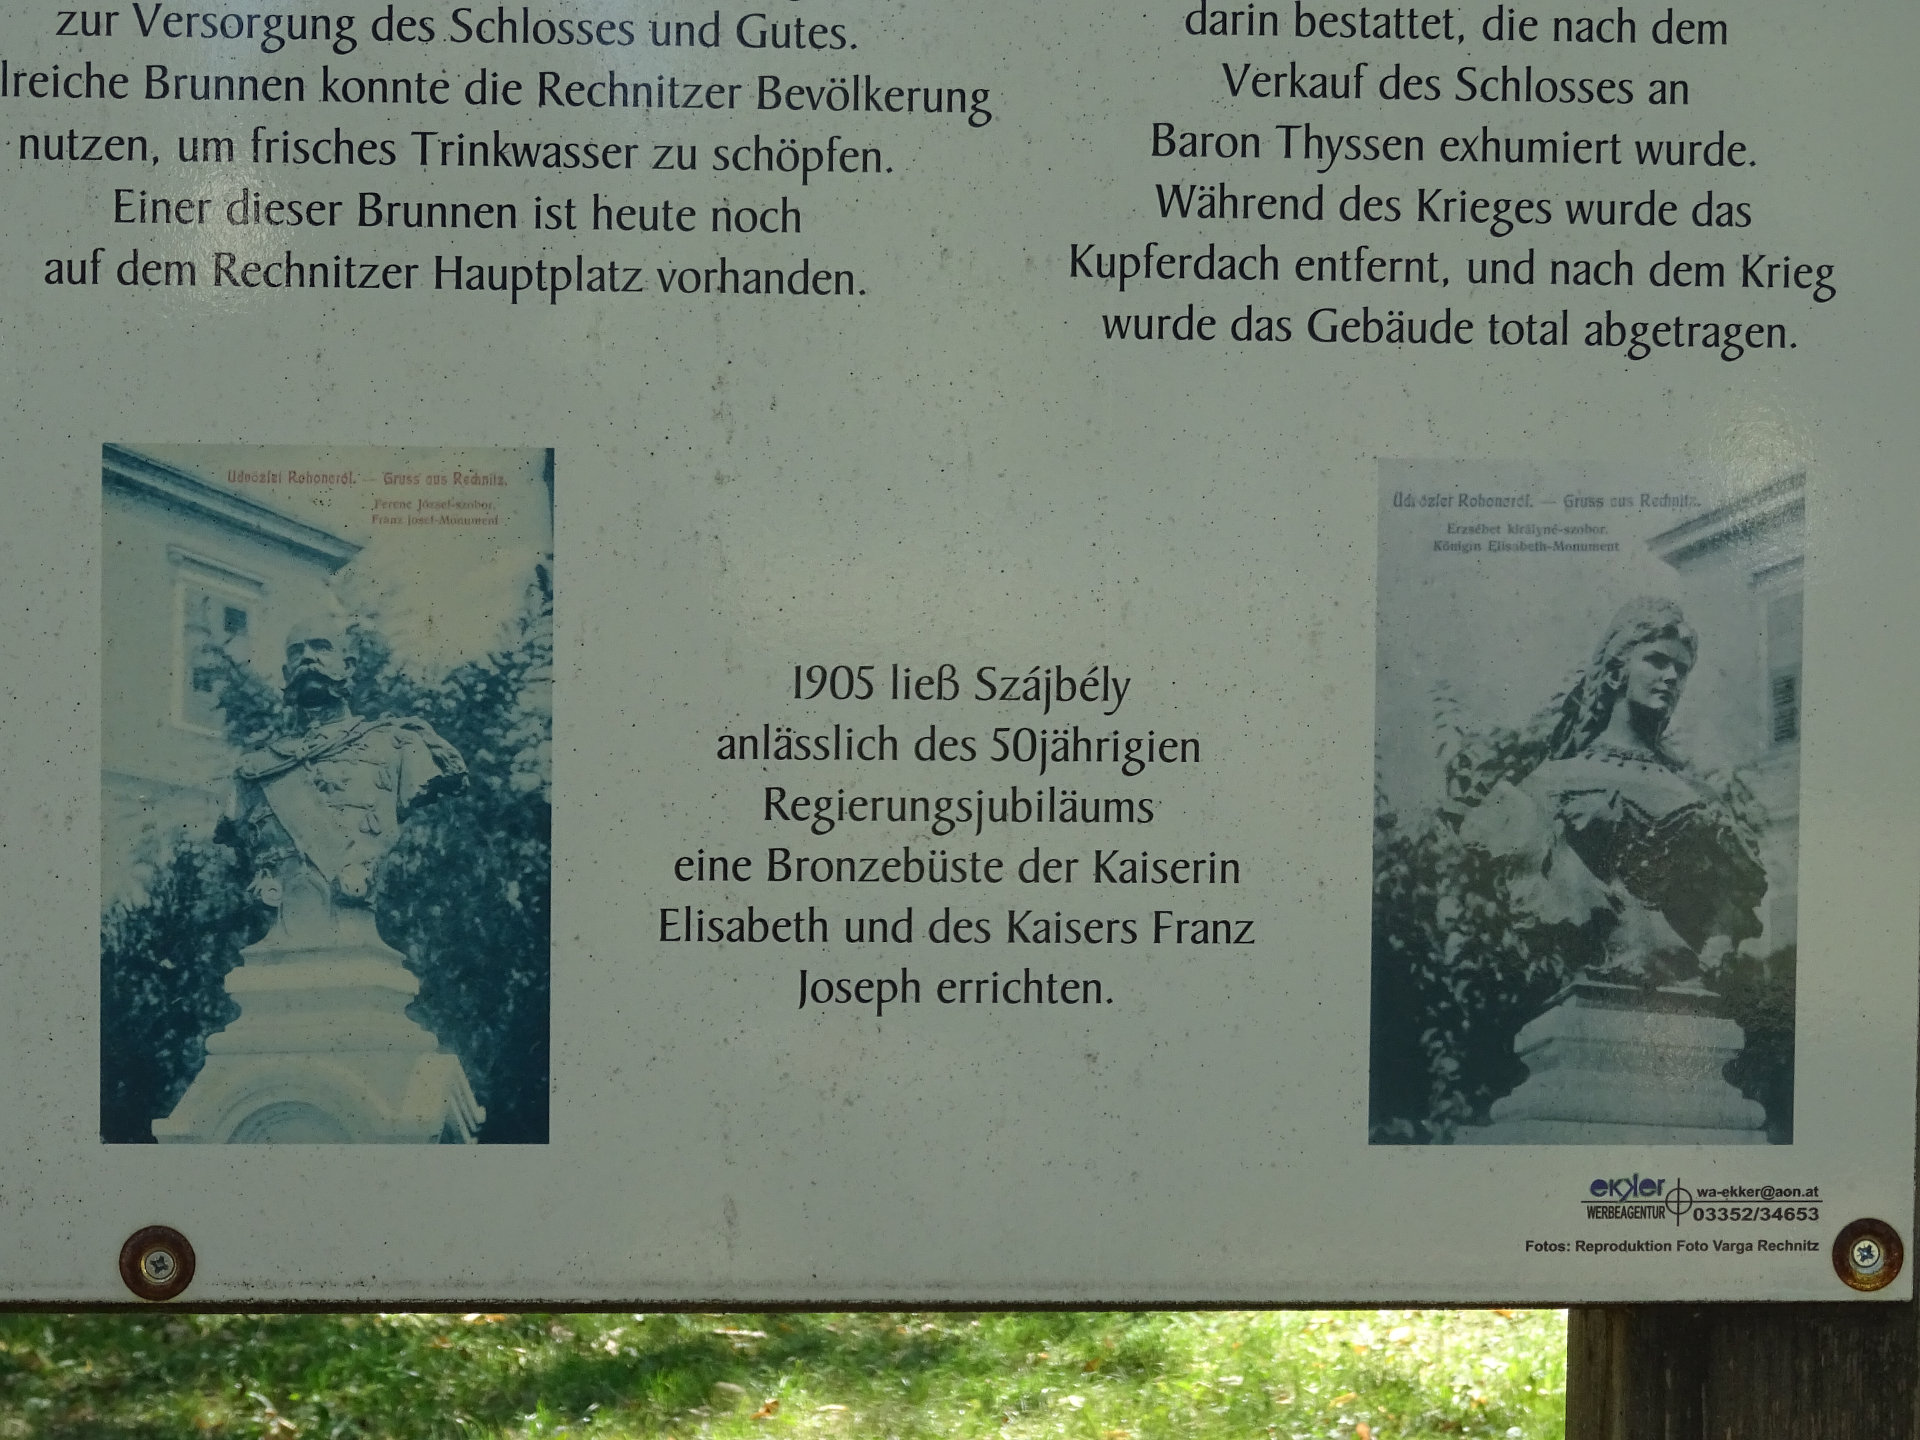 zur Versorgung des Schlosses und Gutes.
lreiche Brunnen konnte die Rechnitzer Bevölkerung
nutzen, um frisches Trinkwasser zu schöpfen.
Einer dieser Brunnen ist heute noch
auf dem Rechnitzer Hauptplatz vorhanden.
darin bestattet, die nach dem
Verkauf des Schlosses an
Baron Thyssen exhumiert wurde.
Während des Krieges wurde das
Kupferdach entfernt, und nach dem Krieg
wurde das Gebäude total abgetragen.
Üdvözlet Rohoncról. — Gruss aus Rechnitz.
Ferenc József-szobor.
Franz Josef-Monument
1905 ließ Szájbély
anlässlich des 50jährigien
Regierungsjubiläums
eine Bronzebüste der Kaiserin
Elisabeth und des Kaisers Franz
Joseph errichten.
Üdvözlet Rohoncról. — Gruss aus Rechnitz.
Erzsébet királyné-szobor.
Königin Elisabeth-Monument
ekker
WERBEAGENTUR
wa-ekker@aon.at
03352/34653
Fotos: Reproduktion Foto Varga Rechnitz